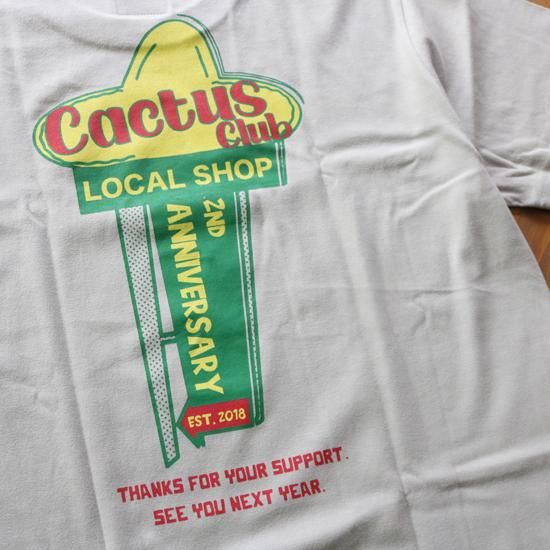 Cactus
Club
LOCAL SHOP
2ND
ANNIVERSARY
EST. 2018
THANKS FOR YOUR SUPPORT.
SEE YOU NEXT YEAR.